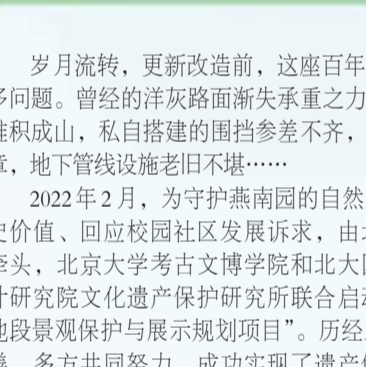 岁月流转，更新改造前，这座百年
多问题。曾经的洋灰路面渐失承重之力
堆积成山，私自搭建的围挡参差不齐，
章，地下管线设施老旧不堪……
2022年2月，为守护燕南园的自然
史价值、回应校园社区发展诉求，由
牵头，北京大学考古文博学院和北大
计研究院文化遗产保护研究所联合启
地段景观保护与展示规划项目”。历经
多方共同努力，成功实现了遗产